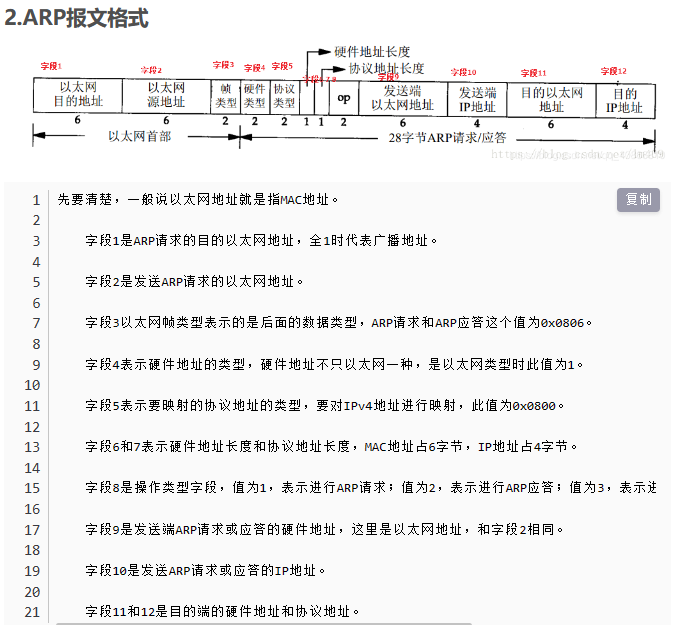 2.ARP报文格式
硬件地址长度
协议地址长度
字段1 字段2 字段3 字段4 字段5 字段9 字段10 字段11 字段12
以太网 目的地址 以太网 源地址 帧 类型 硬件 类型 协议 类型 op 发送端 以太网地址 发送端 IP地址 目的以太网 地址 目的 IP地址
6 6 2 2 2 1 1 2 6 4 6 4
以太网首部 28字节ARP请求/应答
复制
1 先要清楚，一般说以太网地址就是指MAC地址。
2
3 字段1是ARP请求的目的以太网地址，全1时代表广播地址。
4
5 字段2是发送ARP请求的以太网地址。
6
7 字段3以太网帧类型表示的是后面的数据类型，ARP请求和ARP应答这个值为0x0806。
8
9 字段4表示硬件地址的类型，硬件地址不只以太网一种，是以太网类型时此值为1。
10
11 字段5表示要映射的协议地址的类型，要对IPv4地址进行映射，此值为0x0800。
12
13 字段6和7表示硬件地址长度和协议地址长度，MAC地址占6字节，IP地址占4字节。
14
15 字段8是操作类型字段，值为1，表示进行ARP请求；值为2，表示进行ARP应答；值为3，表示进
16
17 字段9是发送端ARP请求或应答的硬件地址，这里是以太网地址，和字段2相同。
18
19 字段10是发送ARP请求或应答的IP地址。
20
21 字段11和12是目的端的硬件地址和协议地址。